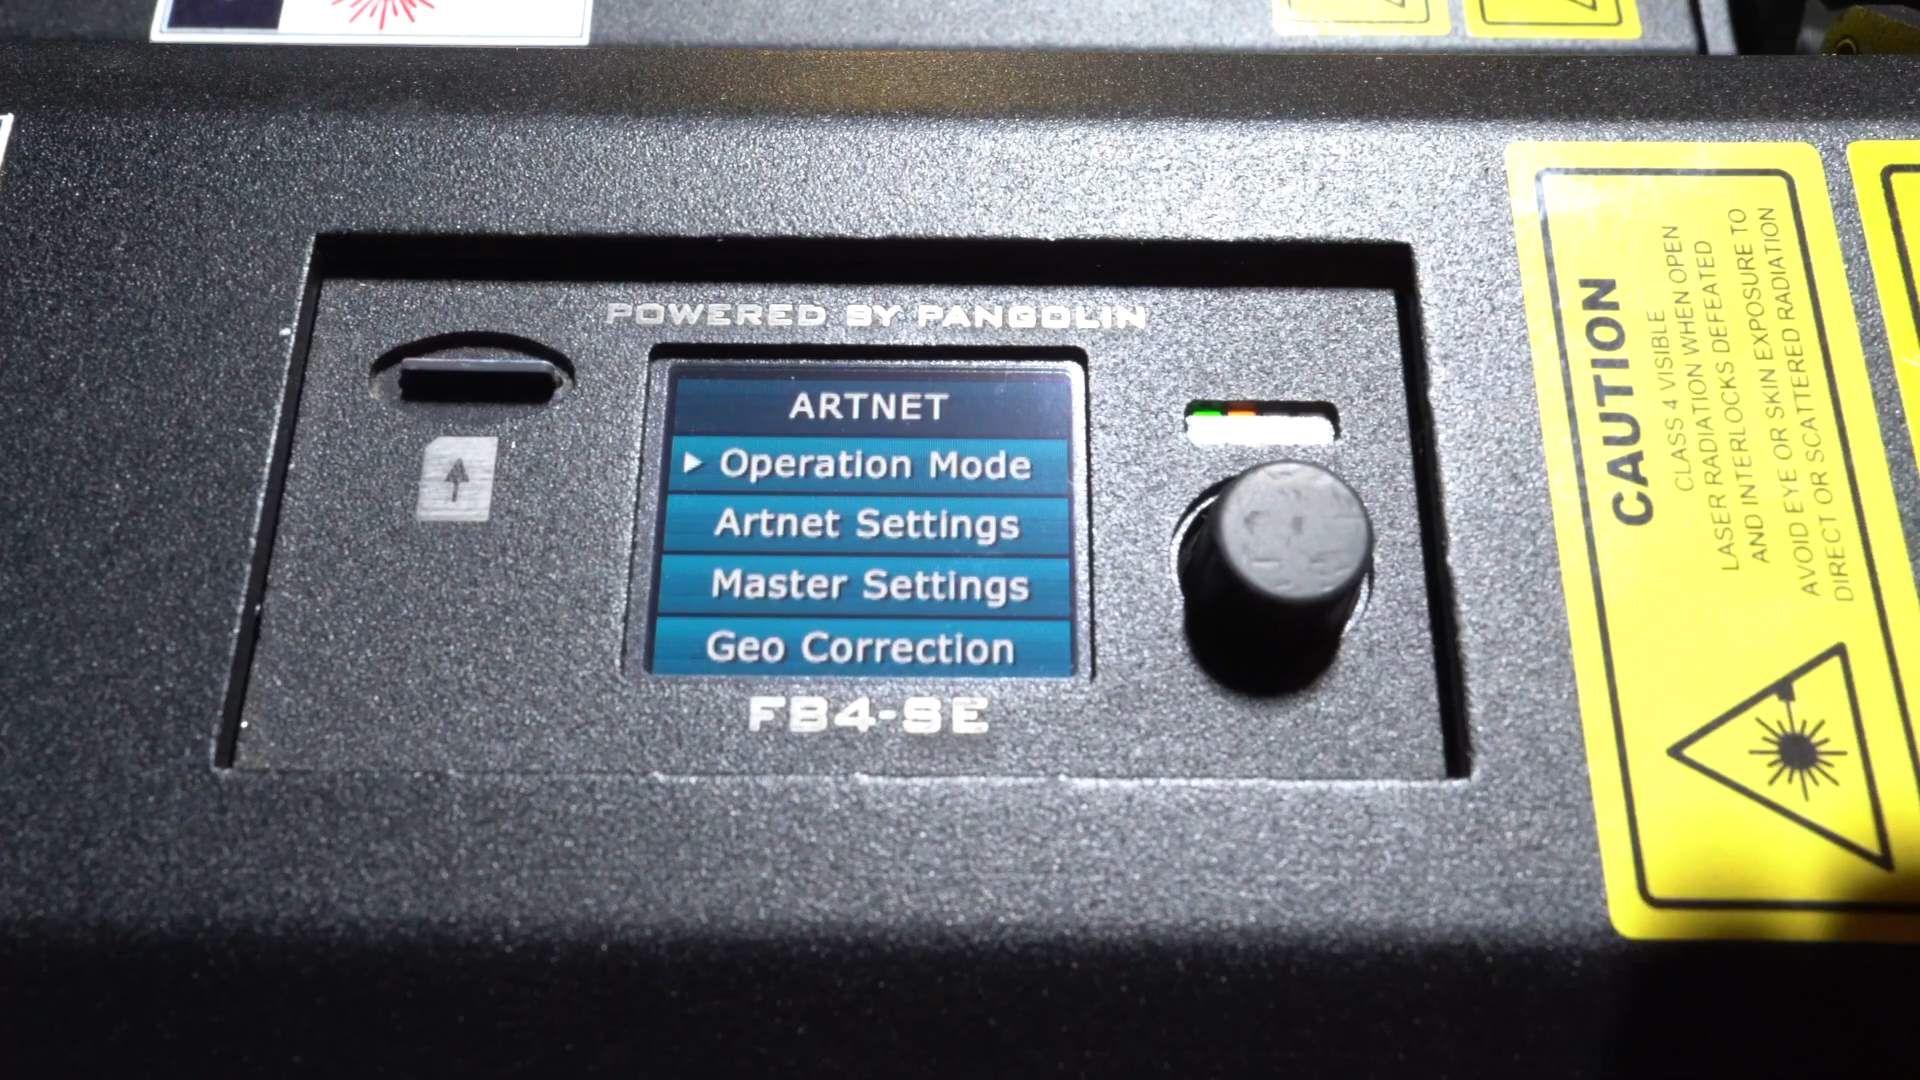 POWERED BY PANGOLIN
ARTNET
Operation Mode
Artnet Settings
Master Settings
Geo Correction
FB4-SE
CAUTION
CLASS 4 VISIBLE
LASER RADIATION WHEN OPEN
AND INTERLOCKS DEFEATED
AVOID EYE OR SKIN EXPOSURE TO
DIRECT OR SCATTERED RADIATION